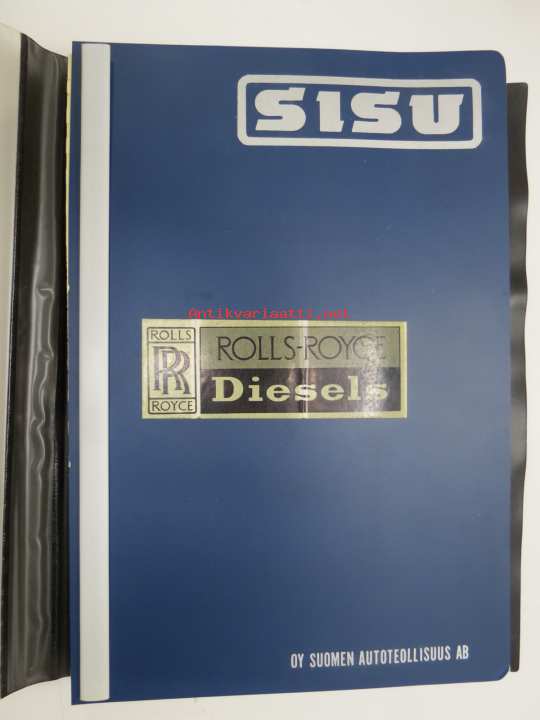 SISU
Antikvariaatti.net
ROLLS
RR
ROYCE
ROLLS-ROYCE
Diesels
OY SUOMEN AUTOTEOLLISUUS AB